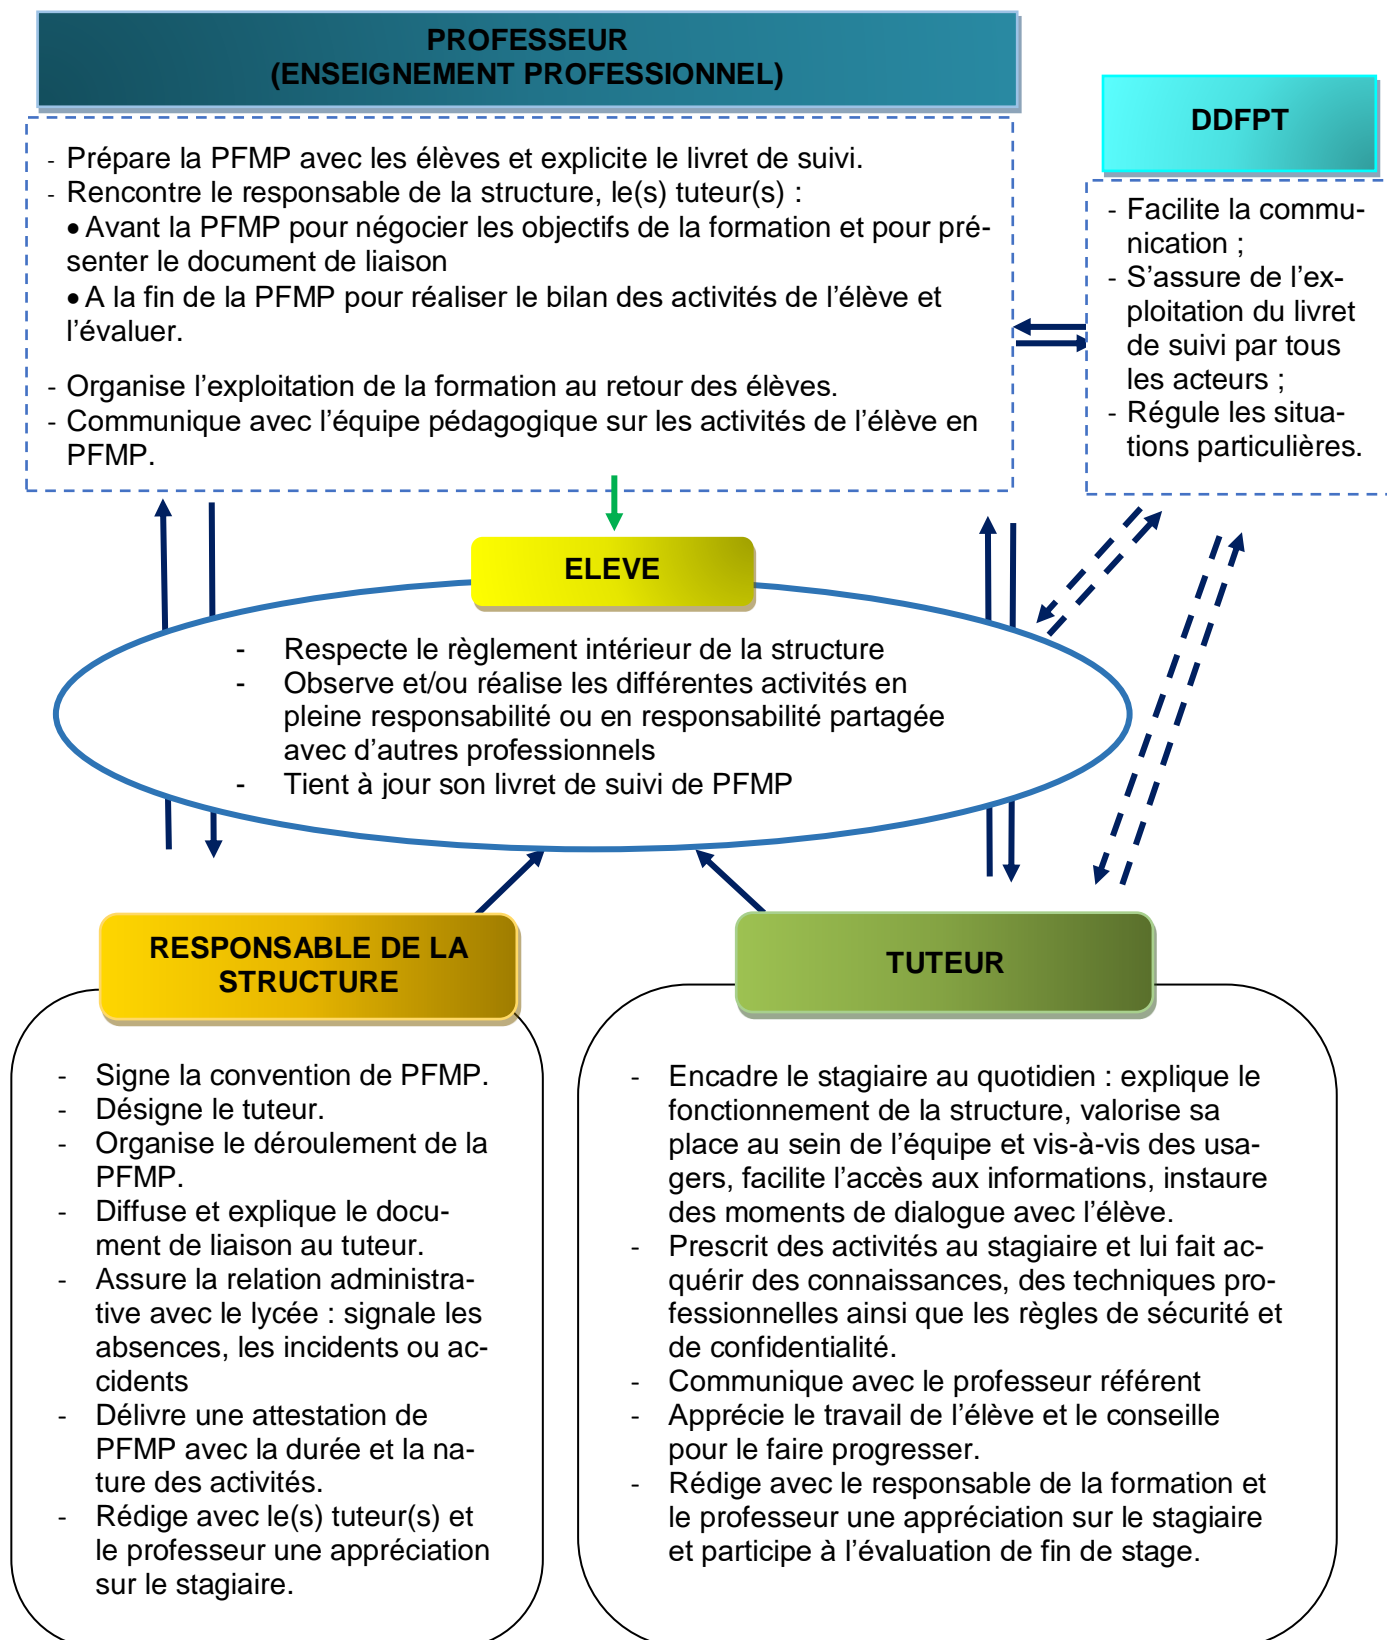 PROFESSEUR
(ENSEIGNEMENT PROFESSIONNEL)
- Prépare la PFMP avec les élèves et explicite le livret de suivi.
- Rencontre le responsable de la structure, le(s) tuteur(s) :
• Avant la PFMP pour négocier les objectifs de la formation et pour pré-
senter le document de liaison
• A la fin de la PFMP pour réaliser le bilan des activités de l’élève et
l’évaluer.
- Organise l’exploitation de la formation au retour des élèves.
- Communique avec l’équipe pédagogique sur les activités de l’élève en
PFMP.
DDFPT
- Facilite la commu-
nication ;
- S’assure de l’ex-
ploitation du livret
de suivi par tous
les acteurs ;
- Régule les situa-
tions particulières.
ELEVE
- Respecte le règlement intérieur de la structure
- Observe et/ou réalise les différentes activités en
pleine responsabilité ou en responsabilité partagée
avec d’autres professionnels
- Tient à jour son livret de suivi de PFMP
RESPONSABLE DE LA
STRUCTURE
- Signe la convention de PFMP.
- Désigne le tuteur.
- Organise le déroulement de la
PFMP.
- Diffuse et explique le docu-
ment de liaison au tuteur.
- Assure la relation administra-
tive avec le lycée : signale les
absences, les incidents ou ac-
cidents
- Délivre une attestation de
PFMP avec la durée et la na-
ture des activités.
- Rédige avec le(s) tuteur(s) et
le professeur une appréciation
sur le stagiaire.
TUTEUR
- Encadre le stagiaire au quotidien : explique le
fonctionnement de la structure, valorise sa
place au sein de l’équipe et vis-à-vis des usa-
gers, facilite l’accès aux informations, instaure
des moments de dialogue avec l’élève.
- Prescrit des activités au stagiaire et lui fait ac-
quérir des connaissances, des techniques pro-
fessionnelles ainsi que les règles de sécurité et
de confidentialité.
- Communique avec le professeur référent
- Apprécie le travail de l’élève et le conseille
pour le faire progresser.
- Rédige avec le responsable de la formation et
le professeur une appréciation sur le stagiaire
et participe à l’évaluation de fin de stage.